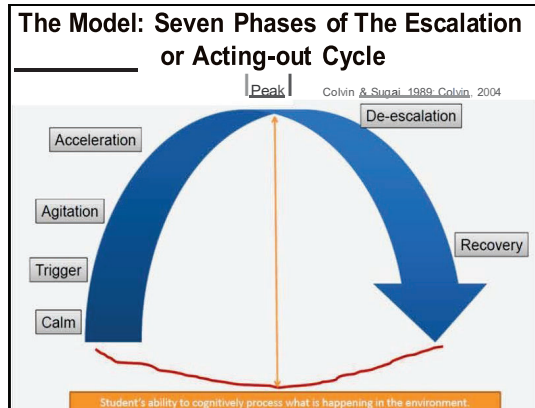 The Model: Seven Phases of The Escalation
or Acting-out Cycle
Peak
Colvin & Sugai, 1989; Colvin, 2004
De-escalation
Acceleration
Agitation
Recovery
Trigger
Calm
Student's ability to cognitively process what is happening in the environment.